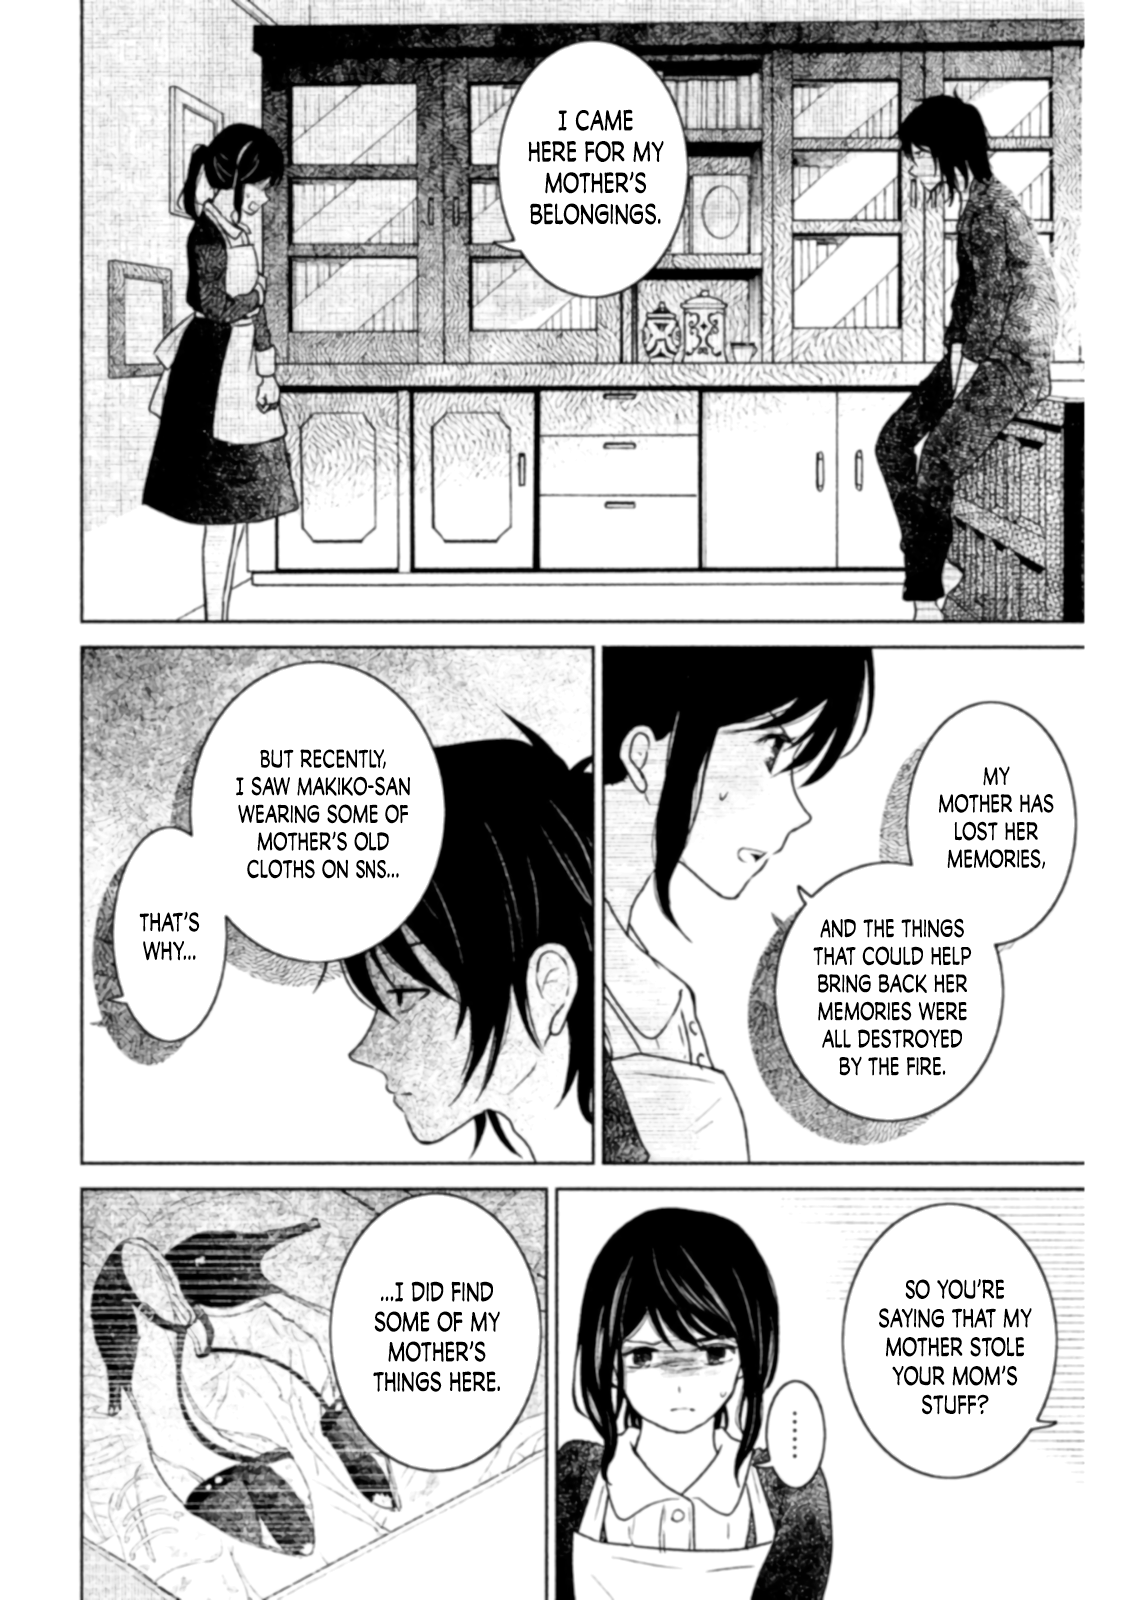 I CAME
HERE FOR MY
MOTHER'S
BELONGINGS.
MY
MOTHER HAS
LOST HER
MEMORIES,
AND THE THINGS
THAT COULD HELP
BRING BACK HER
MEMORIES WERE
ALL DESTROYED
BY THE FIRE.
BUT RECENTLY,
I SAW MAKIKO-SAN
WEARING SOME OF
MOTHER'S OLD
CLOTHS ON SNS...
THAT'S
WHY...
SO YOU'RE
SAYING THAT MY
MOTHER STOLE
YOUR MOM'S
STUFF?
......
...I DID FIND
SOME OF MY
MOTHER'S
THINGS HERE.